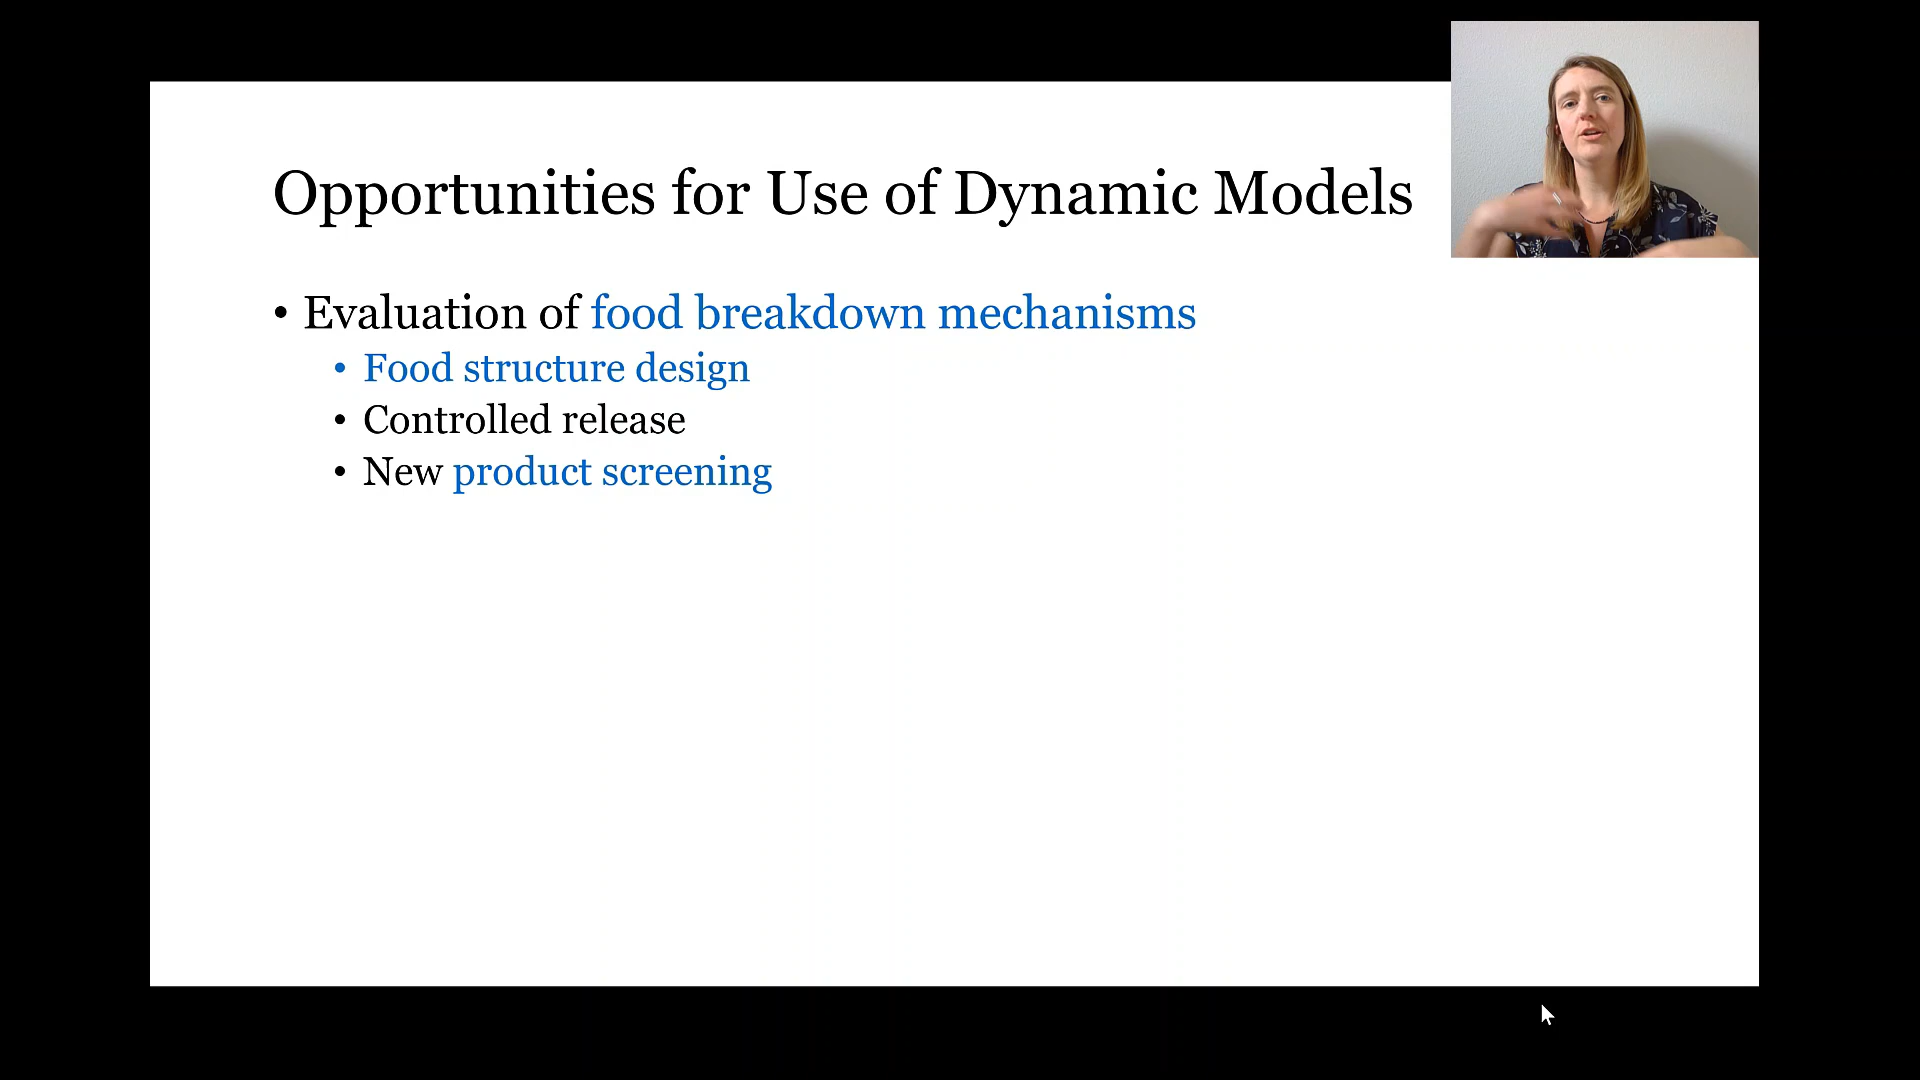 Opportunities for Use of Dynamic Models
• Evaluation of food breakdown mechanisms
• Food structure design
• Controlled release
• New product screening